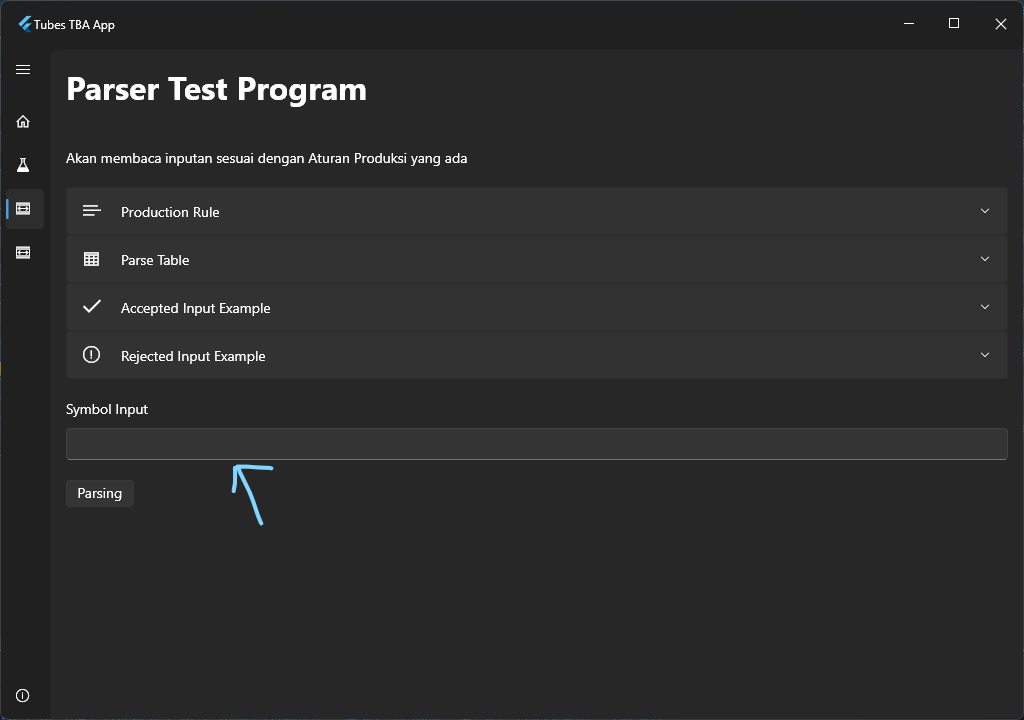 Tubes TBA App
Parser Test Program
Akan membaca inputan sesuai dengan Aturan Produksi yang ada
Production Rule
Parse Table
Accepted Input Example
Rejected Input Example
Symbol Input
Parsing